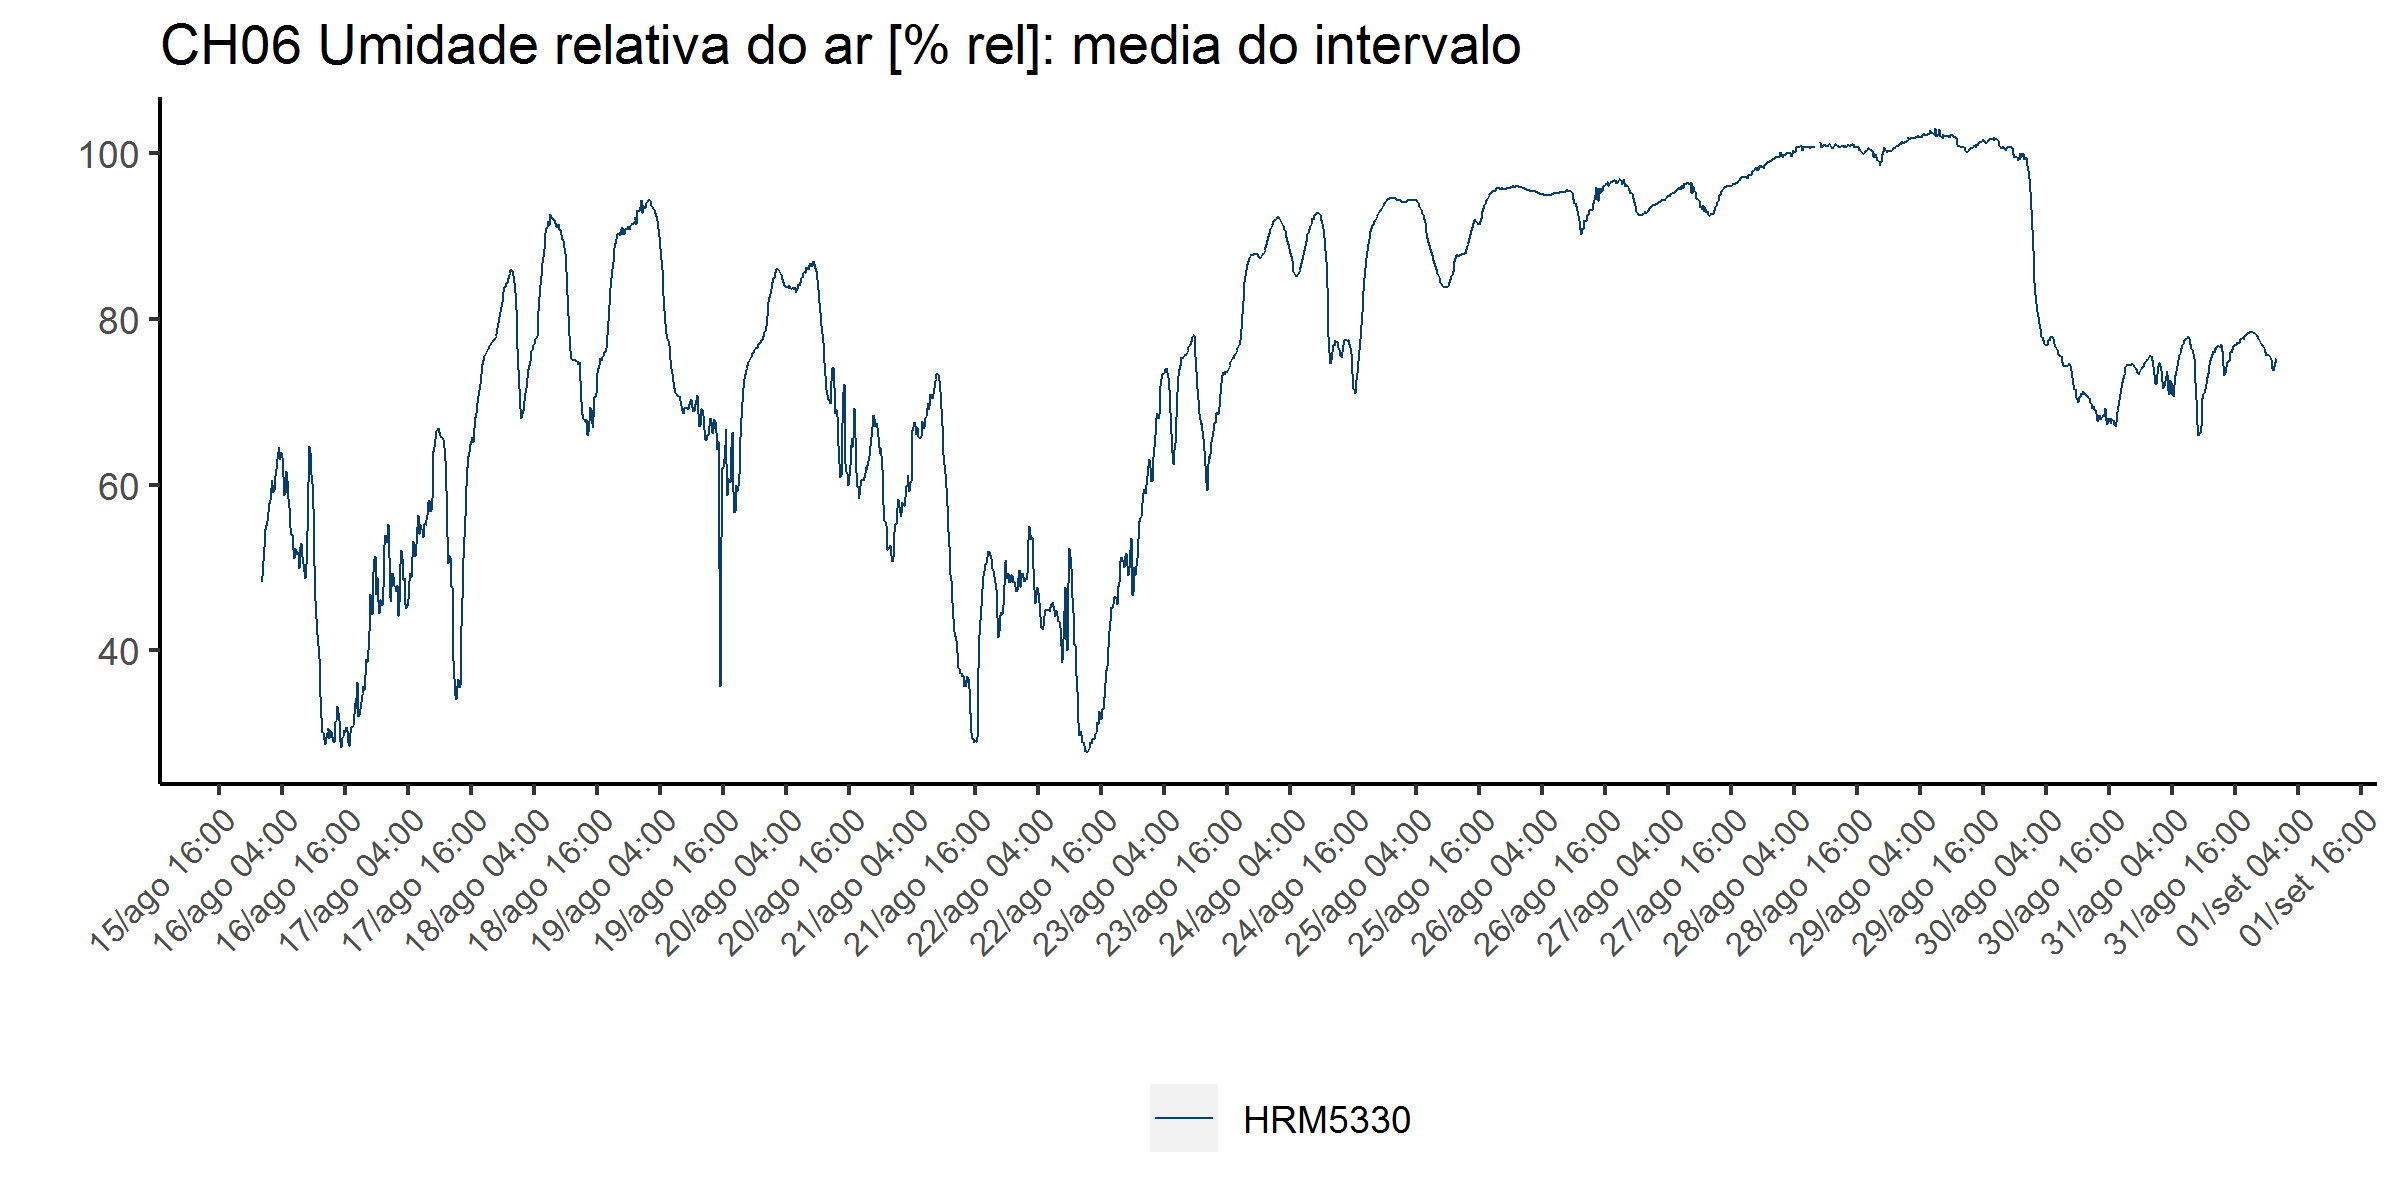 CH06 Umidade relativa do ar [% rel]: media do intervalo
100
80
60
40
15/ago 16:00
16/ago 04:00
16/ago 16:00
17/ago 04:00
17/ago 16:00
18/ago 04:00
18/ago 16:00
19/ago 04:00
19/ago 16:00
20/ago 04:00
20/ago 16:00
21/ago 04:00
21/ago 16:00
22/ago 04:00
22/ago 16:00
23/ago 04:00
23/ago 16:00
24/ago 04:00
24/ago 16:00
25/ago 04:00
25/ago 16:00
26/ago 04:00
26/ago 16:00
27/ago 04:00
27/ago 16:00
28/ago 04:00
28/ago 16:00
29/ago 04:00
29/ago 16:00
30/ago 04:00
30/ago 16:00
31/ago 04:00
31/ago 16:00
01/set 04:00
01/set 16:00
HRM5330